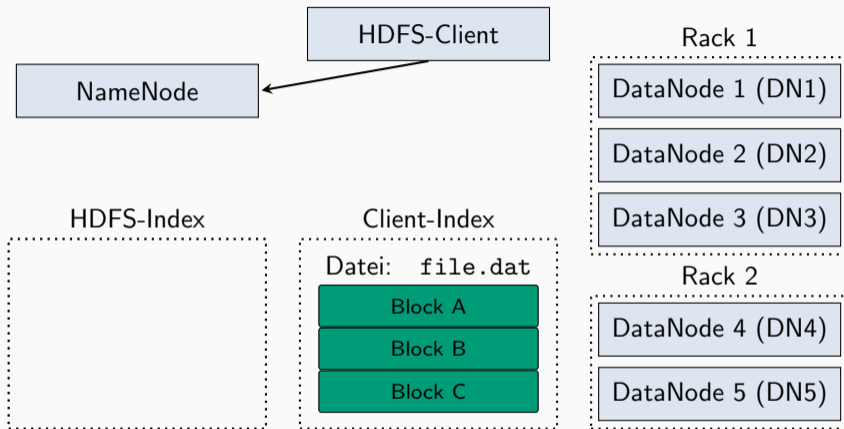 HDFS-Client
NameNode
HDFS-Index
Client-Index
Datei: file.dat
Block A
Block B
Block C
Rack 1
DataNode 1 (DN1)
DataNode 2 (DN2)
DataNode 3 (DN3)
Rack 2
DataNode 4 (DN4)
DataNode 5 (DN5)